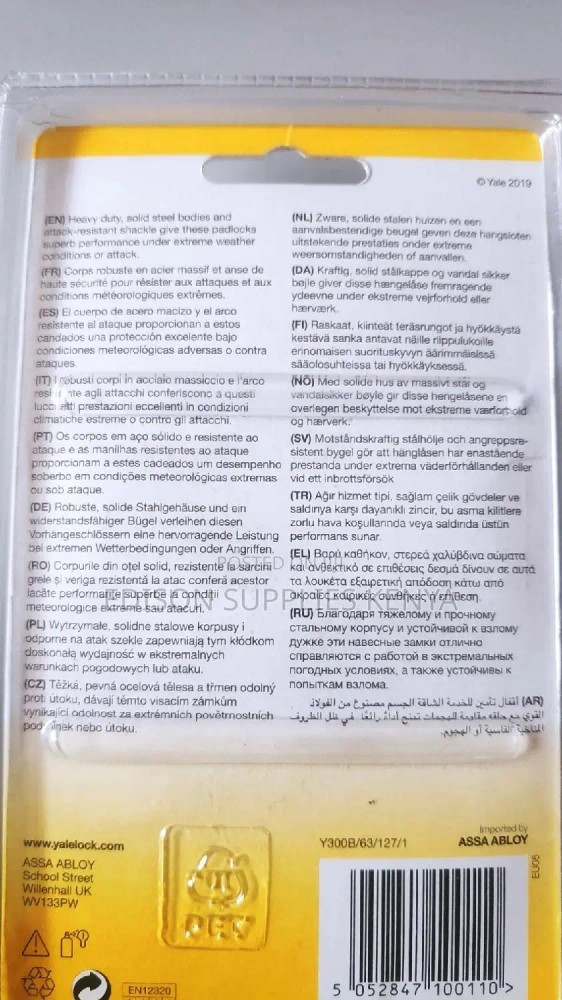 © Yale 2019
(EN) Heavy duty, solid steel bodies and
attack-resistant shackle give these padlocks
superb performance under extreme weather
conditions or attack.
(FR) Corps robuste en acier massif et anse de
haute sécurité pour résister aux attaques et aux
conditions météorologiques extrêmes.
(ES) El cuerpo de acero macizo y el arco
resistente al ataque proporcionan a estos
candados una protección excelente bajo
condiciones meteorológicas adversas o contra
ataques.
(IT) I robusti corpi in acciaio massiccio e l'arco
resistente agli attacchi conferiscono a questi
lucchetti prestazioni eccellenti in condizioni
climatiche estreme o contro gli attacchi.
(PT) Os corpos em aço sólido e resistente ao
ataque e as manilhas resistentes ao ataque
proporcionam a estes cadeados um desempenho
soberbo em condições meteorológicas extremas
ou sob ataque.
(DE) Robuste, solide Stahlgehäuse und ein
widerstandsfähiger Bügel verleihen diesen
Vorhängeschlössern eine hervorragende Leistung
bei extremen Wetterbedingungen oder Angriffen.
(RO) Corpurile din oțel solid, rezistente la sarcini
grele și veriga rezistentă la atac conferă acestor
lacăte performanțe superbe în condiții
meteorologice extreme sau atacuri.
(PL) Wytrzymałe, solidne stalowe korpusy i
odporne na atak szekle zapewniają tym kłódkom
doskonałą wydajność w ekstremalnych
warunkach pogodowych lub ataku.
(CZ) Těžká, pevná ocelová tělesa a třmen odolný
proti útoku, dávají těmto visacím zámkům
vynikající odolnost za extrémních povětrnostních
podmínek nebo útoku.
(NL) Zware, solide stalen huizen en een
aanvalsbestendige beugel geven deze hangsloten
uitstekende prestaties onder extreme
weersomstandigheden of aanvallen.
(DA) Kraftig, solid stålkappe og vandal sikker
bøjle giver disse hængelåse fremragende
ydeevne under ekstreme vejrforhold eller
hærværk.
(FI) Raskaat, kiinteät teräsrungot ja hyökkäystä
kestävä sanka antavat näille riippulukoille
erinomaisen suorituskyvyn äärimmäisissä
sääolosuhteissa tai hyökkäyksessä.
(NO) Med solide hus av massivt stål og
vandalsikker bøyle gir disse hengelåsene en
overlegen beskyttelse mot ekstreme værforhold
og hærverk.
(SV) Motståndskraftig stålhölje och angreppsre-
sistent bygel gör att hänglåsen har enastående
prestanda under extrema väderförhållanden eller
vid ett inbrottsförsök
(TR) Ağır hizmet tipi, sağlam çelik gövdeler ve
saldırıya karşı dayanıklı zincir, bu asma kilitlere
zorlu hava koşullarında veya saldırıda üstün
performans sunar.
(EL) Βαρύ καθήκον, στερεά χαλύβδινα σώματα
και ανθεκτικό σε επιθέσεις δεσμά δίνουν σε αυτά
τα λουκέτα εξαιρετική απόδοση κάτω από
ακραίες καιρικές συνθήκες ή επίθεση.
(RU) Благодаря тяжелому и прочному
стальному корпусу и устойчивой к взлому
дужке эти навесные замки отлично
справляются с работой в экстремальных
погодных условиях, а также устойчивы к
попыткам взлома.
(AR) أقفال تأمين للخدمة الشاقة الجسم مصنوع من الفولاذ
القوي مع حلقة مقاومة للهجمات تمنح أداءً رائعًا في ظل الظروف
المناخية القاسية أو الهجوم.
POSTED ON JIJI
EDISON SUPPLIES KENYA
www.yalelock.com
ASSA ABLOY
School Street
Willenhall UK
WV133PW
PET
EN12320
Y300B/63/127/1
Imported by
ASSA ABLOY
EU05
5 052847 100110 >